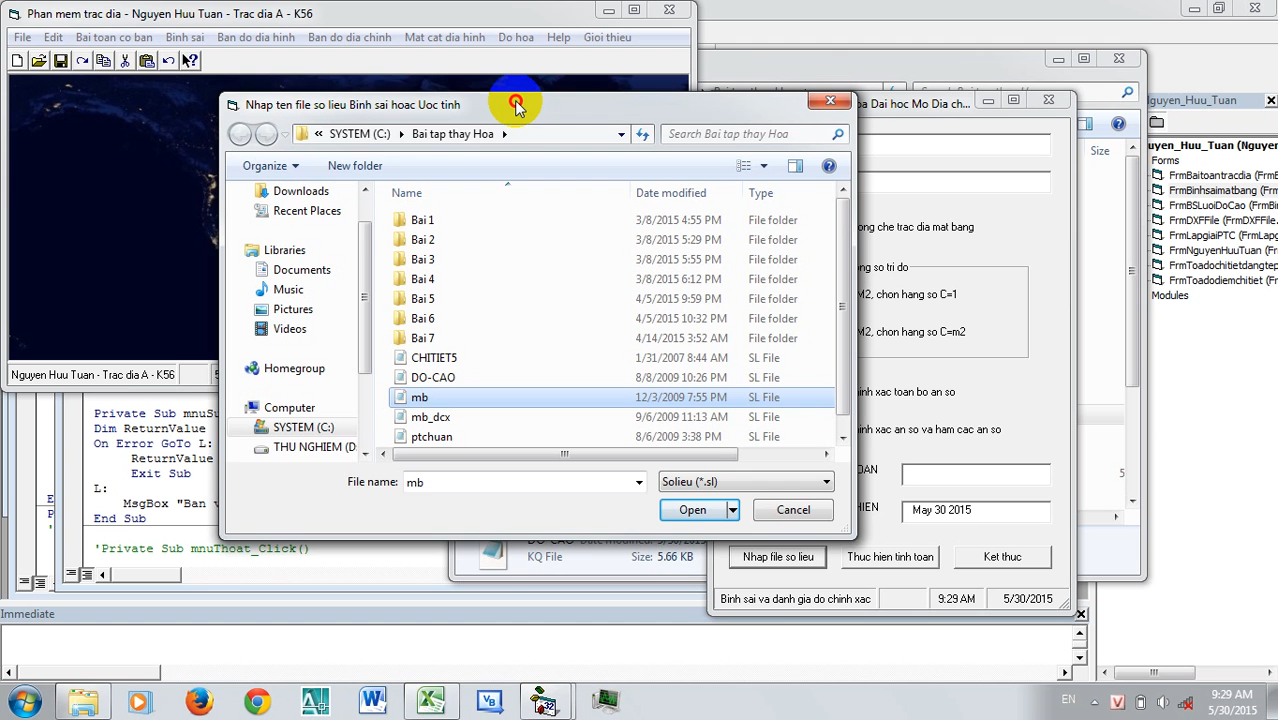 Phan mem trac dia - Nguyen Huu Tuan - Trac dia A - K56
File Edit Bai toan co ban Binh sai Ban do dia hinh Ban do dia chinh Mat cat dia hinh Do hoa Help Gioi thieu
oa Dai hoc Mo Dia ch...
Nhap ten file so lieu Binh sai hoac Uoc tinh
« SYSTEM (C:) Bai tap thay Hoa
Search Bai tap thay Hoa
Organize New folder
Name Date modified Type
Downloads
Recent Places
Libraries
Documents
Music
Pictures
Videos
Homegroup
Computer
SYSTEM (C:)
THU NGHIEM (D
Bai 1 3/8/2015 4:55 PM File folder
Bai 2 3/8/2015 5:29 PM File folder
Bai 3 3/8/2015 5:55 PM File folder
Bai 4 3/8/2015 6:12 PM File folder
Bai 5 4/5/2015 9:59 PM File folder
Bai 6 4/5/2015 10:32 PM File folder
Bai 7 4/14/2015 3:52 PM File folder
CHITIET5 1/31/2007 8:44 AM SL File
DO-CAO 8/8/2009 10:26 PM SL File
mb 12/3/2009 7:55 PM SL File
mb_dcx 9/6/2009 11:13 AM SL File
ptchuan 8/6/2009 3:38 PM SL File
File name: mb Solieu (*.sl)
Open Cancel
ong che trac dia mat bang
ong so tri do
M2, chon hang so C=1
M2, chon hang so C=m2
inh xac toan bo an so
inh xac an so va ham cac an so
OAN
HIEN May 30 2015
Nhap file so lieu Thuc hien tinh toan Ket thuc
Binh sai va danh gia do chinh xac 9:29 AM 5/30/2015
Size
5
Nguyen_Huu_Tuan
uyen_Huu_Tuan (Nguye
Forms
FrmBaitoantracdia (FrmB
FrmBinhsaimatbang (Frm
FrmBSLuoiDoCao (FrmBin
FrmDXFFile (FrmDXFFile
FrmLapgiaiPTC (FrmLapg
FrmNguyenHuuTuan (Frm
FrmToadochitietdangtep
FrmToadodiemchitiet (Fr
Modules
Nguyen Huu Tuan - Trac dia A - K56
Private Sub mnuS
Dim ReturnValue
On Error GoTo L:
ReturnValue
Exit Sub
L:
MsgBox "Ban v
End Sub
'Private Sub mnuThoat_Click()
DO-CAO Date modified: 5/30/2015
KQ File Size: 5.66 KB
Immediate
EN
9:29 AM
5/30/2015